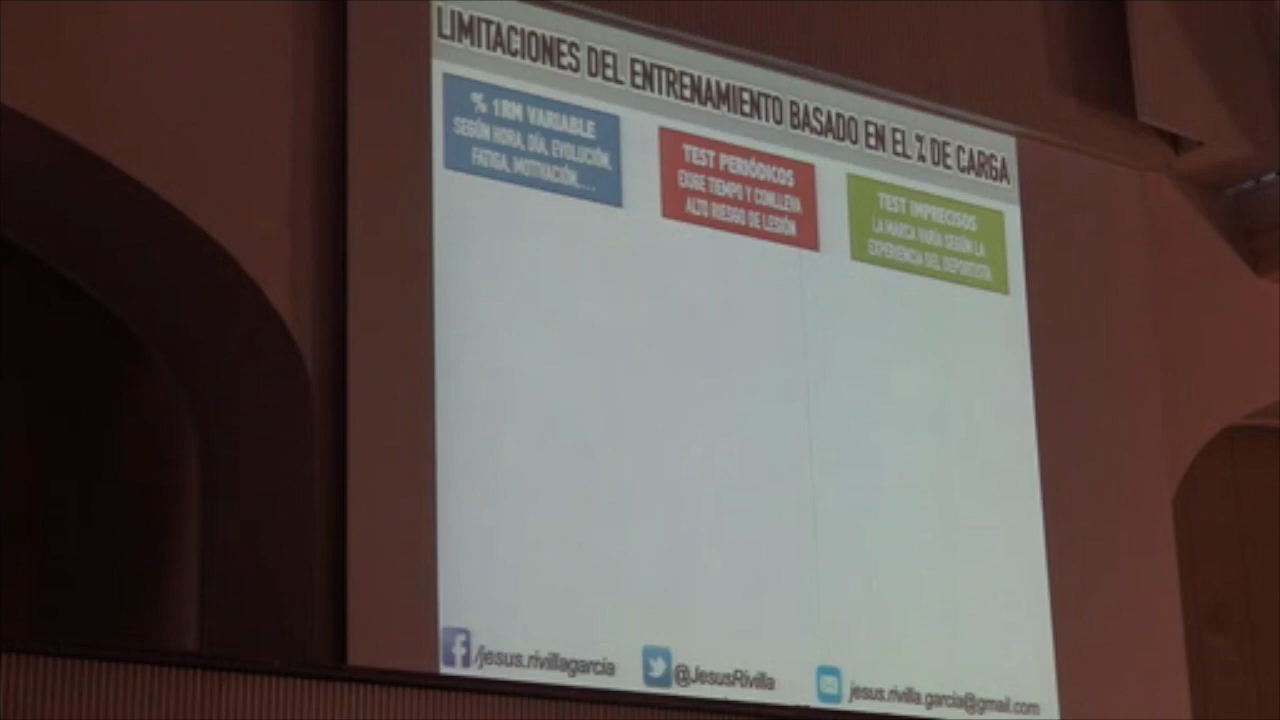 LIMITACIONES DEL ENTRENAMIENTO BASADO EN EL % DE CARGA
% 1RM VARIABLE
SEGÚN HORA, DÍA, EVOLUCIÓN,
FATIGA, MOTIVACIÓN,...
TEST PERIÓDICOS
EXIGE TIEMPO Y CONLLEVA
ALTO RIESGO DE LESIÓN
TEST IMPRECISOS
LA MARCA VARÍA SEGÚN LA
EXPERIENCIA DEL DEPORTISTA
/jesus.rivillagarcia
@JesusRivilla
jesus.rivilla.garcia@gmail.com